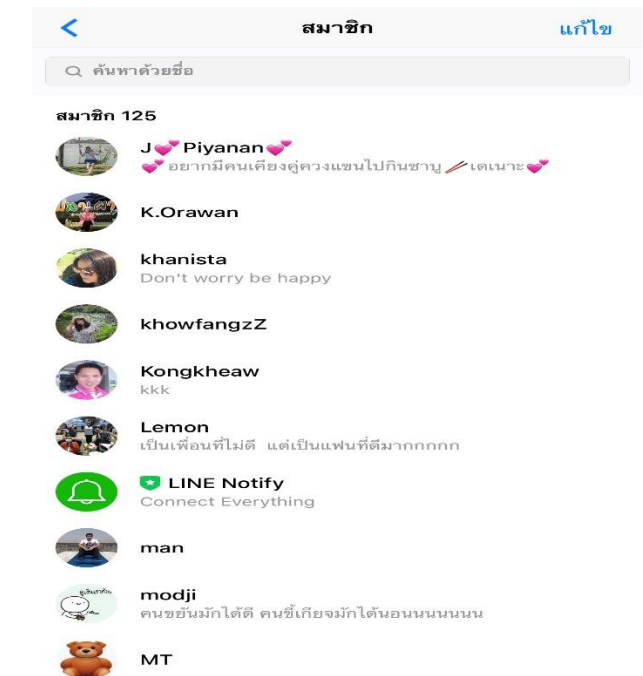 สมาชิก
แก้ไข
ค้นหาด้วยชื่อ
สมาชิก 125
J💕Piyanan💕
💕อยากมีคนเคียงคู่ควงแขนไปกินชาบู🥢เดเนาะ💕
K.Orawan
khanista
Don't worry be happy
khowfangzZ
Kongkheaw
kkk
Lemon
เป็นเพื่อนที่ไม่ดี แต่เป็นแฟนที่ดีมากกกกก
LINE Notify
Connect Everything
man
modji
คนขยันมักได้ดี คนขี้เกียจมักได้นอนนนนนนน
MT